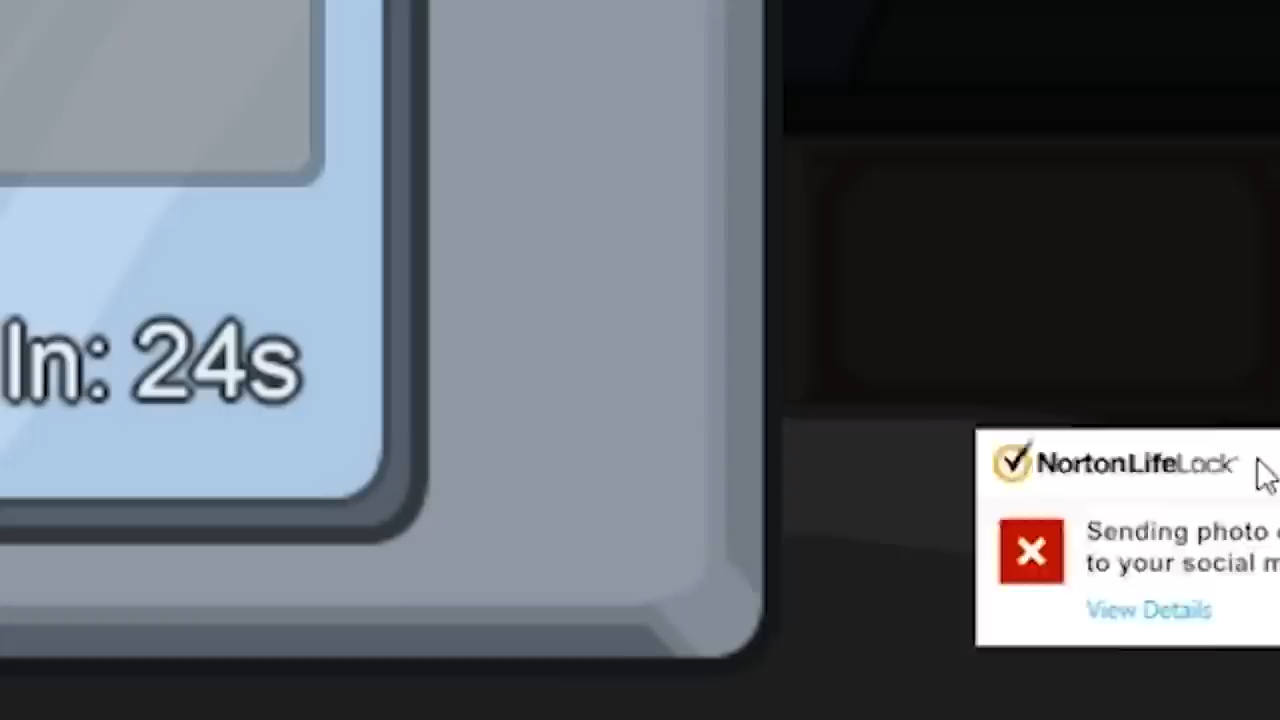 In: 24s
NortonLifeLock
Sending photo
to your social
View Details